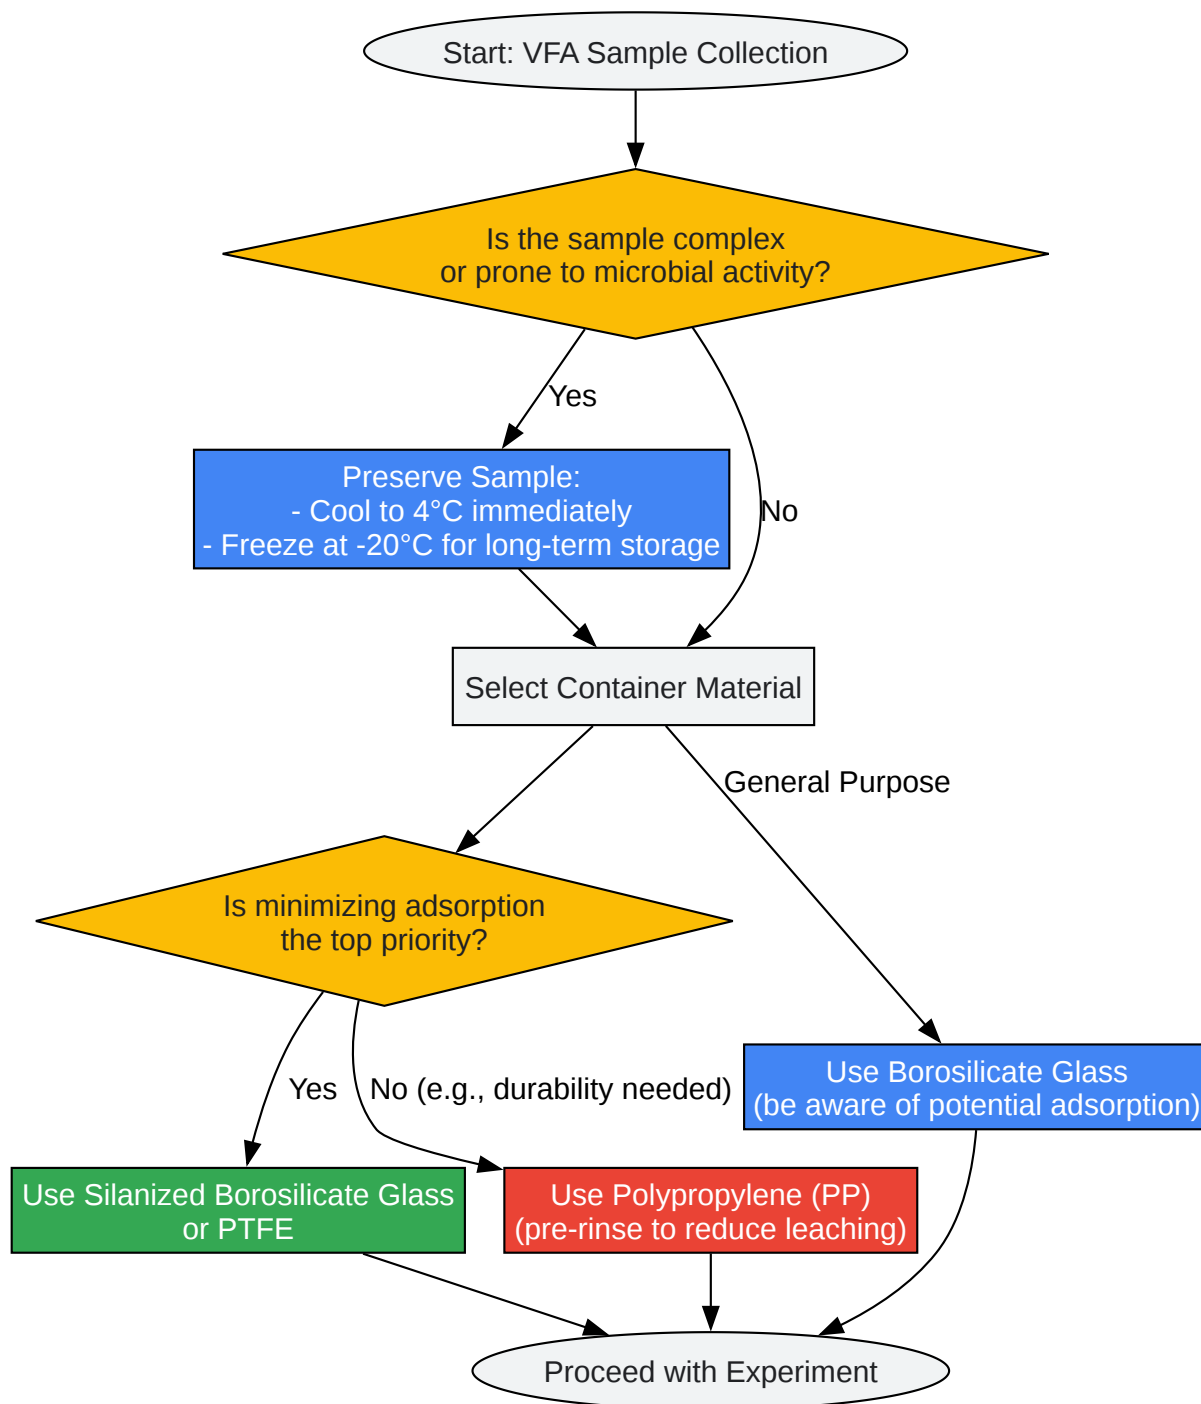 Start: VFA Sample Collection
Is the sample complex
or prone to microbial activity?
Yes
Preserve Sample:
- Cool to 4°C immediately
- Freeze at -20°C for long-term storage
No
Select Container Material
General Purpose
Is minimizing adsorption
the top priority?
Yes
No (e.g., durability needed)
Use Borosilicate Glass
(be aware of potential adsorption)
Use Silanized Borosilicate Glass
or PTFE
Use Polypropylene (PP)
(pre-rinse to reduce leaching)
Proceed with Experiment